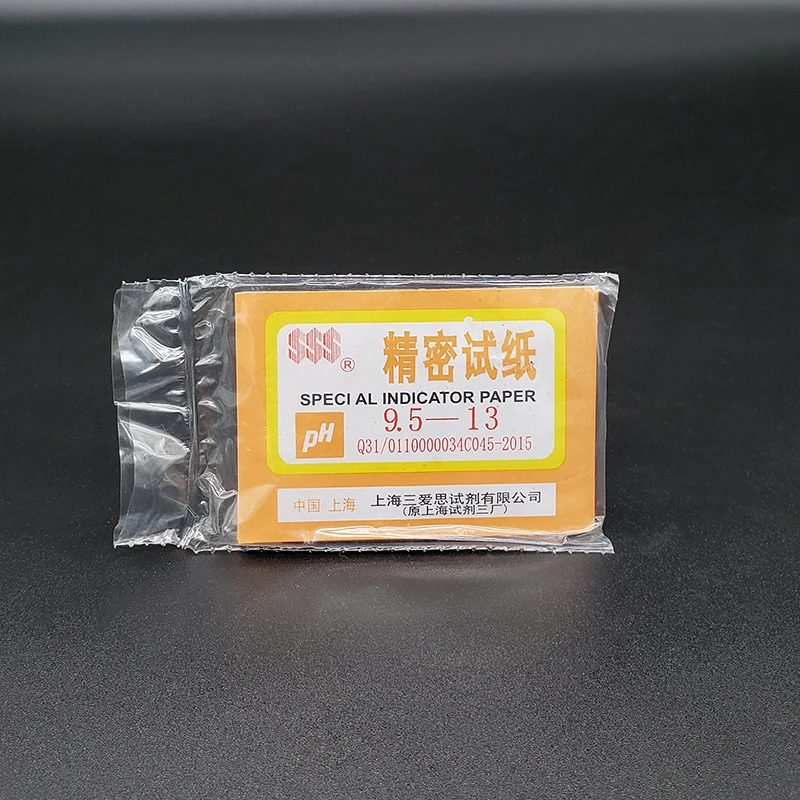 SSS®
精密试纸
SPECI AL INDICATOR PAPER
pH
9.5—13
Q31/0110000034C045-2015
中国 上海
上海三爱思试剂有限公司
(原上海试剂三厂)